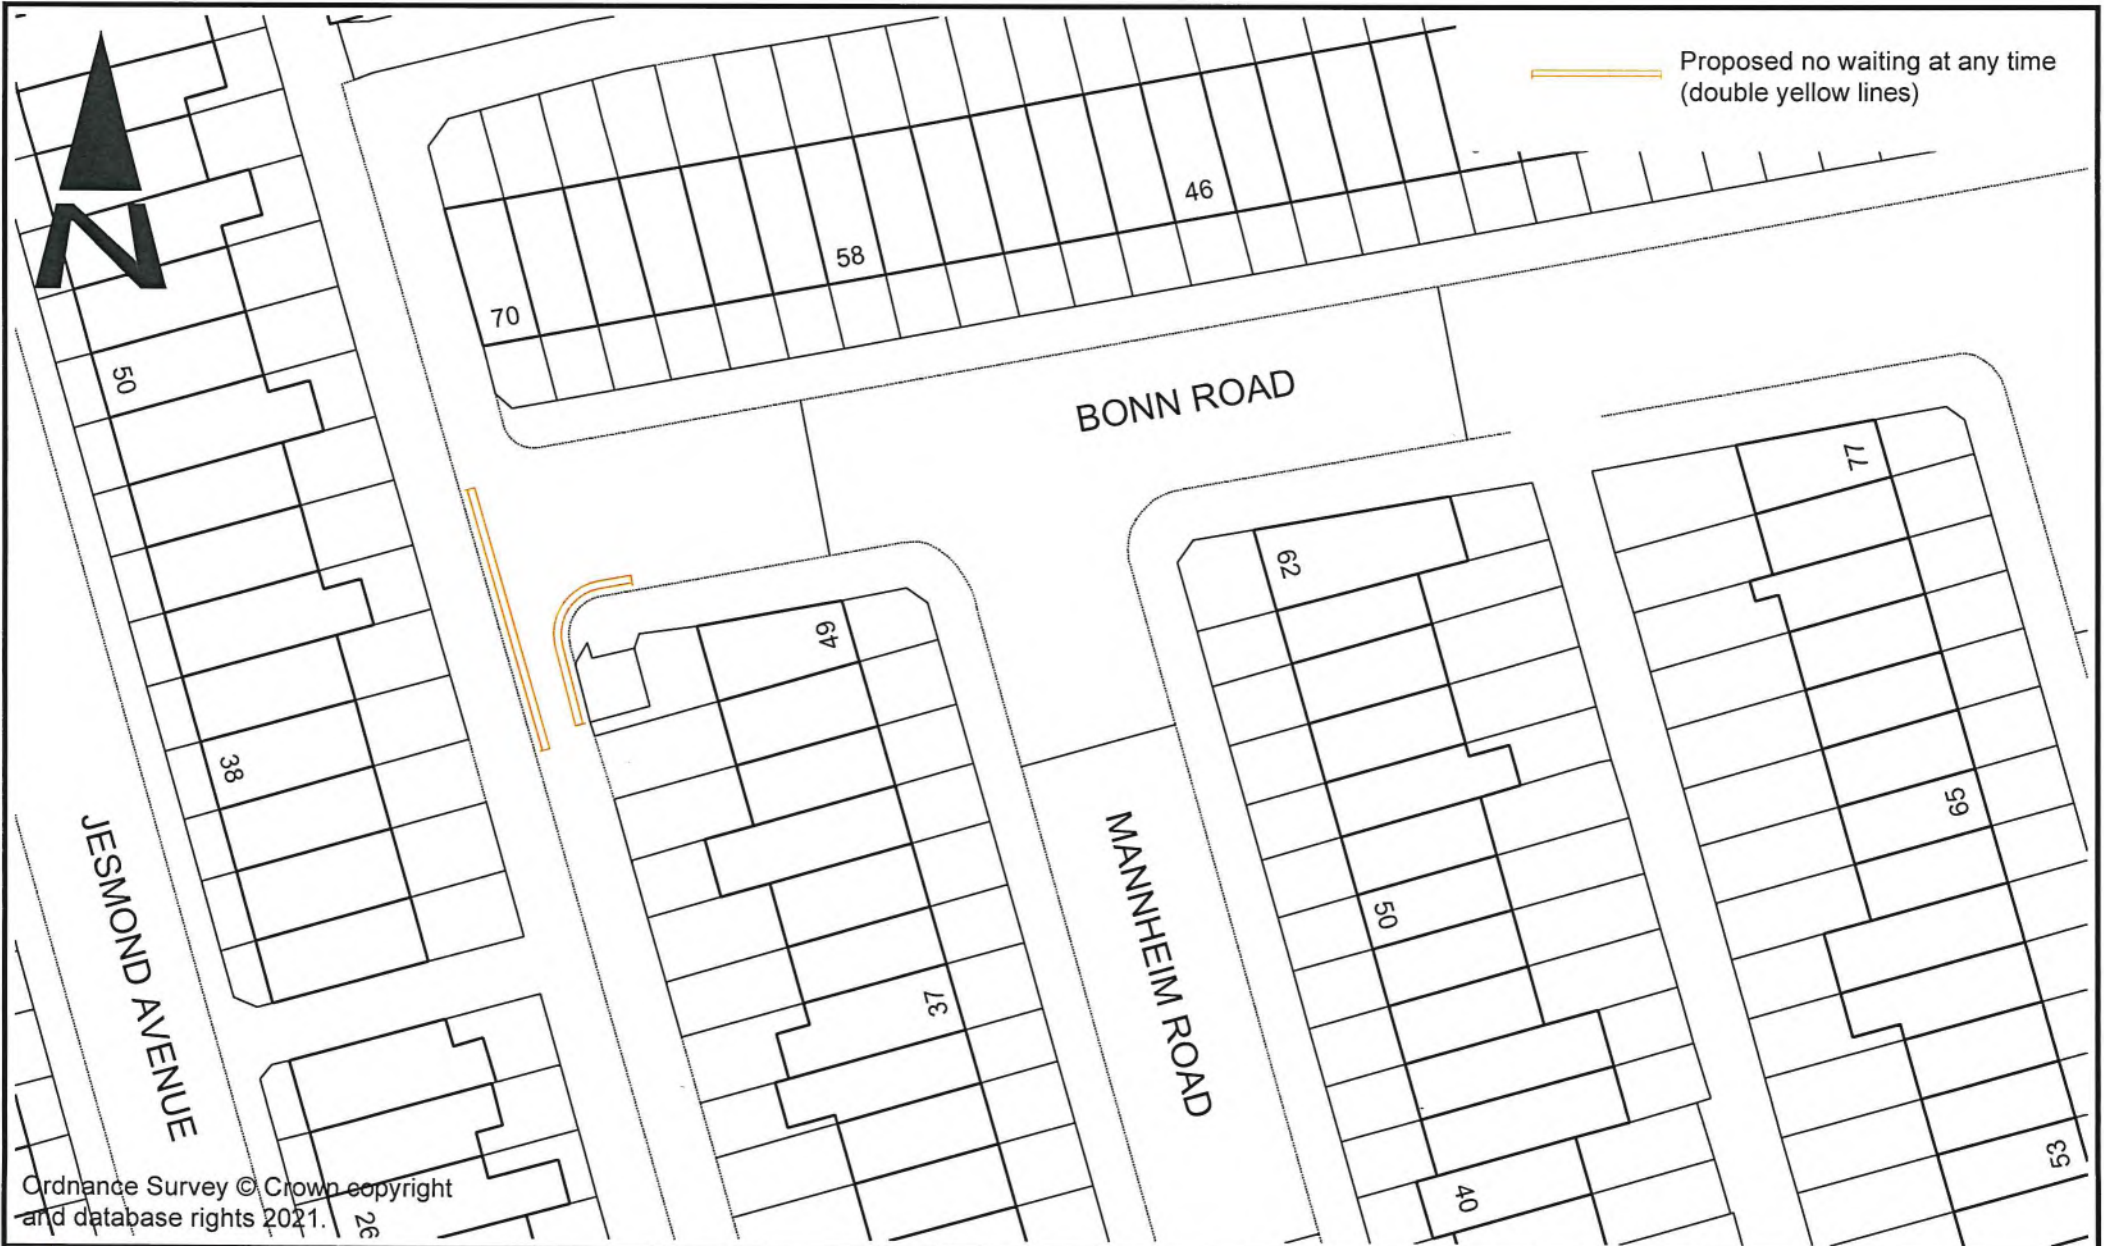 N
Proposed no waiting at any time
(double yellow lines)
46
58
70
50
BONN ROAD
77
62
49
38
65
JESMOND AVENUE
MANNHEIM ROAD
50
37
53
40
26
Ordnance Survey © Crown copyright
and database rights 2021.